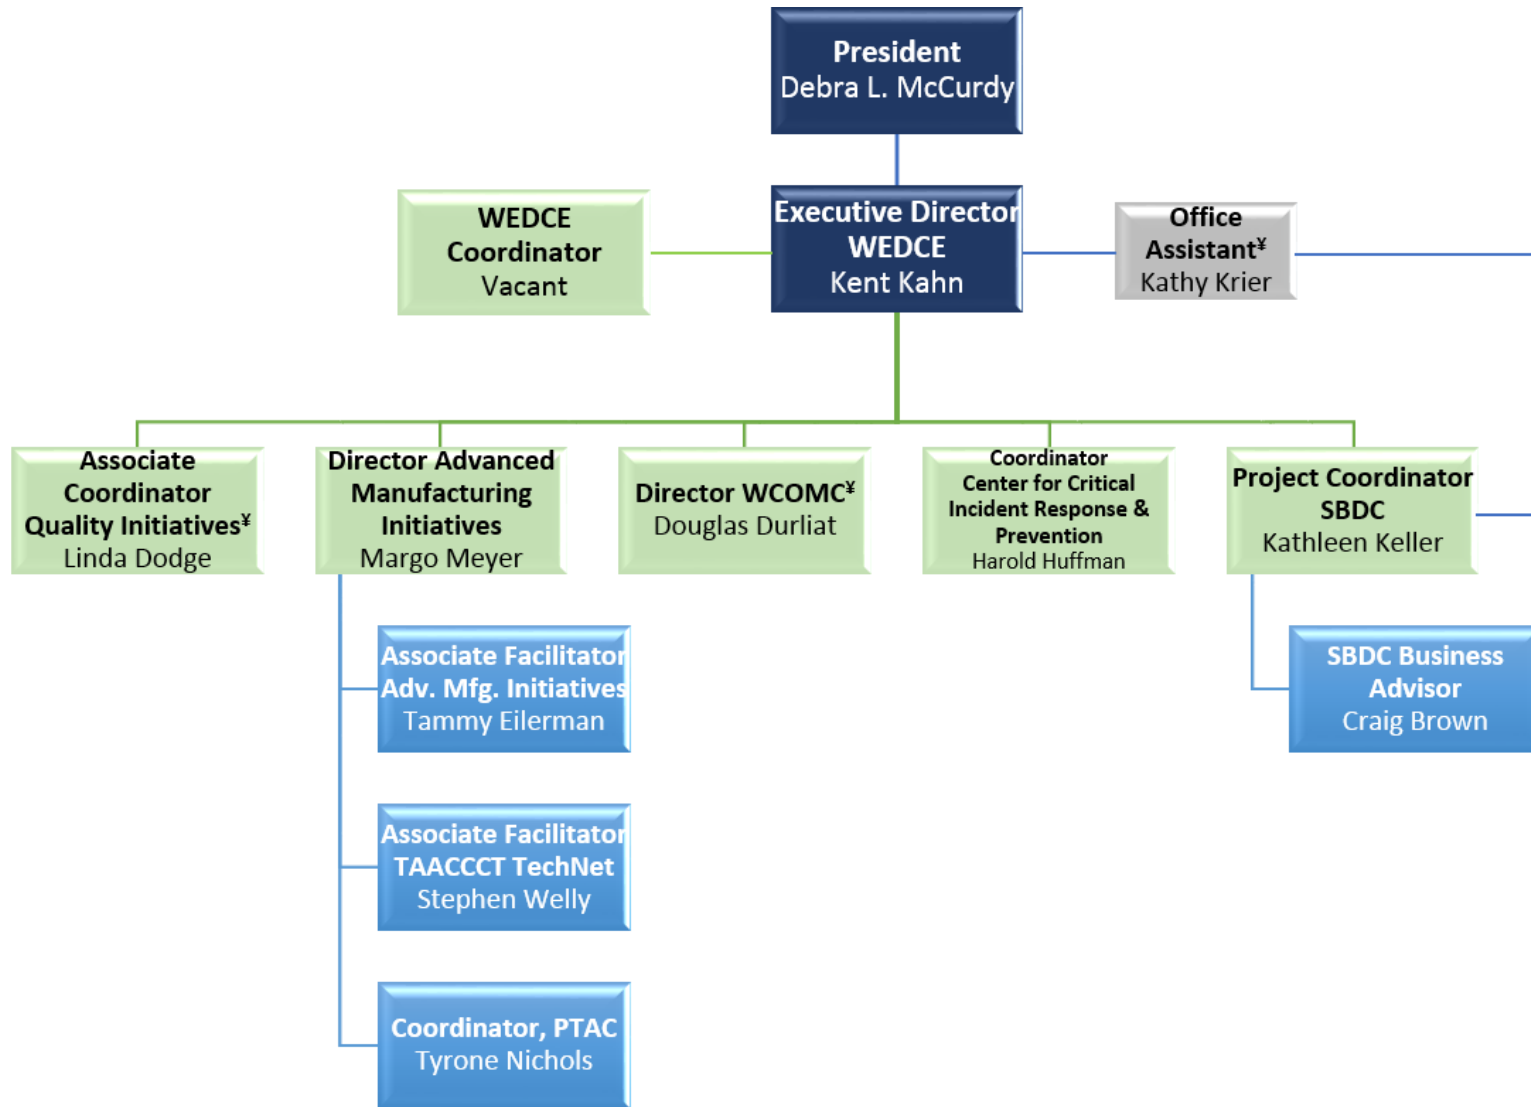 President
Debra L. McCurdy
WEDCE
Coordinator
Vacant
Executive Director
WEDCE
Kent Kahn
Office
Assistant¥
Kathy Krier
Associate
Coordinator
Quality Initiatives¥
Linda Dodge
Director Advanced
Manufacturing
Initiatives
Margo Meyer
Director WCOMC¥
Douglas Durliat
Coordinator
Center for Critical
Incident Response &
Prevention
Harold Huffman
Project Coordinator
SBDC
Kathleen Keller
Associate Facilitator
Adv. Mfg. Initiatives
Tammy Eilerman
SBDC Business
Advisor
Craig Brown
Associate Facilitator
TAACCCT TechNet
Stephen Welly
Coordinator, PTAC
Tyrone Nichols